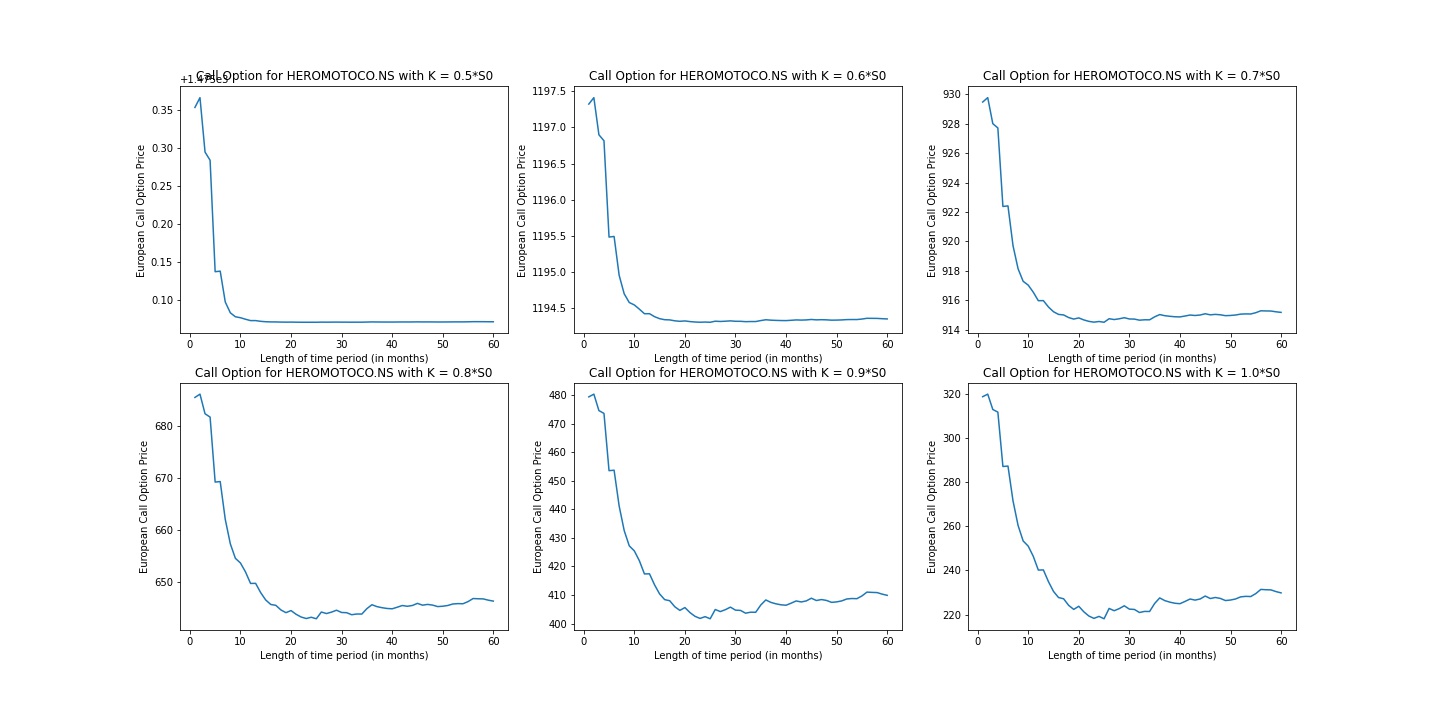 +1.475e3
Call Option for HEROMOTOCO.NS with K = 0.5*S0
European Call Option Price
0.35
0.30
0.25
0.20
0.15
0.10
0 10 20 30 40 50 60
Length of time period (in months)
Call Option for HEROMOTOCO.NS with K = 0.6*S0
European Call Option Price
1197.5
1197.0
1196.5
1196.0
1195.5
1195.0
1194.5
0 10 20 30 40 50 60
Length of time period (in months)
Call Option for HEROMOTOCO.NS with K = 0.7*S0
European Call Option Price
930
928
926
924
922
920
918
916
914
0 10 20 30 40 50 60
Length of time period (in months)
Call Option for HEROMOTOCO.NS with K = 0.8*S0
European Call Option Price
680
670
660
650
0 10 20 30 40 50 60
Length of time period (in months)
Call Option for HEROMOTOCO.NS with K = 0.9*S0
European Call Option Price
480
470
460
450
440
430
420
410
400
0 10 20 30 40 50 60
Length of time period (in months)
Call Option for HEROMOTOCO.NS with K = 1.0*S0
European Call Option Price
320
300
280
260
240
220
0 10 20 30 40 50 60
Length of time period (in months)